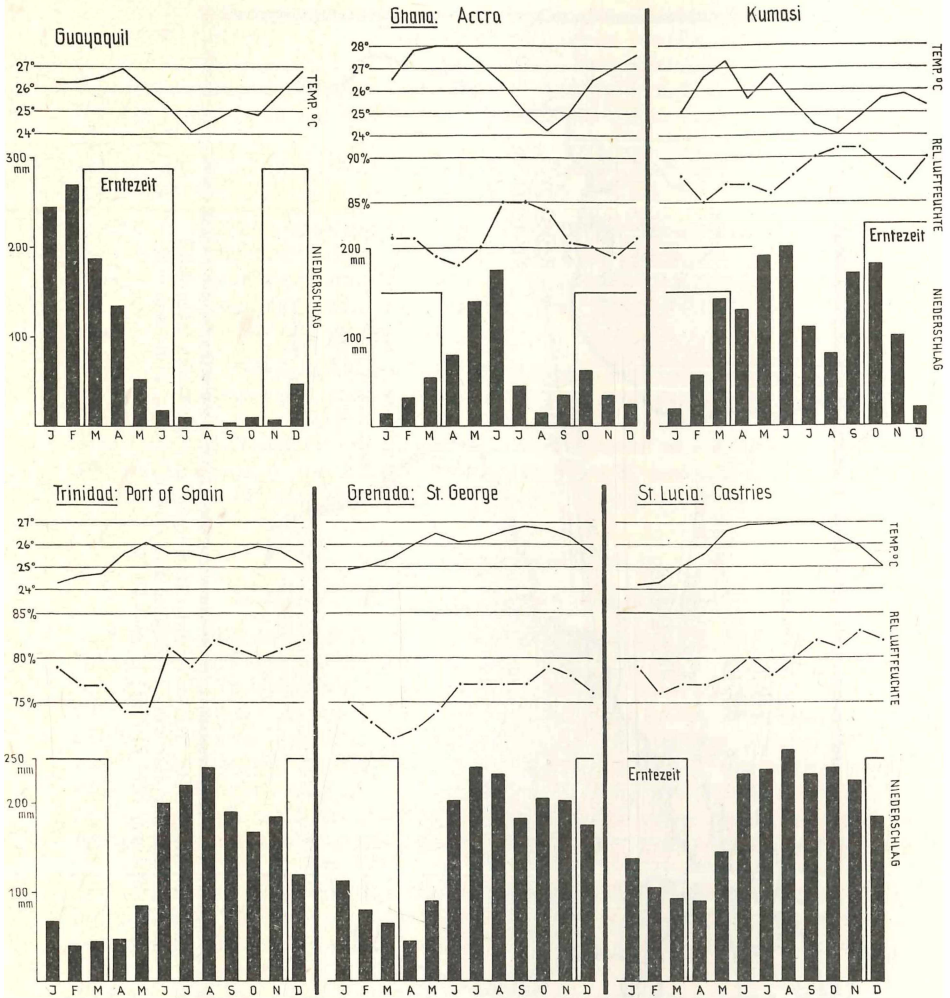 Guayaquil
27°
26°
25°
24°
TEMP. °C
300
mm
200
100
Erntezeit
NIEDERSCHLAG
J F M A M J J A S O N D
Ghana: Accra
28°
27°
26°
25°
24°
90%
85%
200
mm
100
mm
J F M A M J J A S O N D
Kumasi
TEMP. °C
REL. LUFTFEUCHTE
Erntezeit
NIEDERSCHLAG
J F M A M J J A S O N D
Trinidad: Port of Spain
27°
26°
25°
24°
85%
80%
75%
250
mm
200
mm
100
mm
J F M A M J J A S O N D
Grenada: St. George
J F M A M J J A S O N D
St. Lucia: Castries
TEMP. °C
REL. LUFTFEUCHTE
Erntezeit
NIEDERSCHLAG
J F M A M J J A S O N D